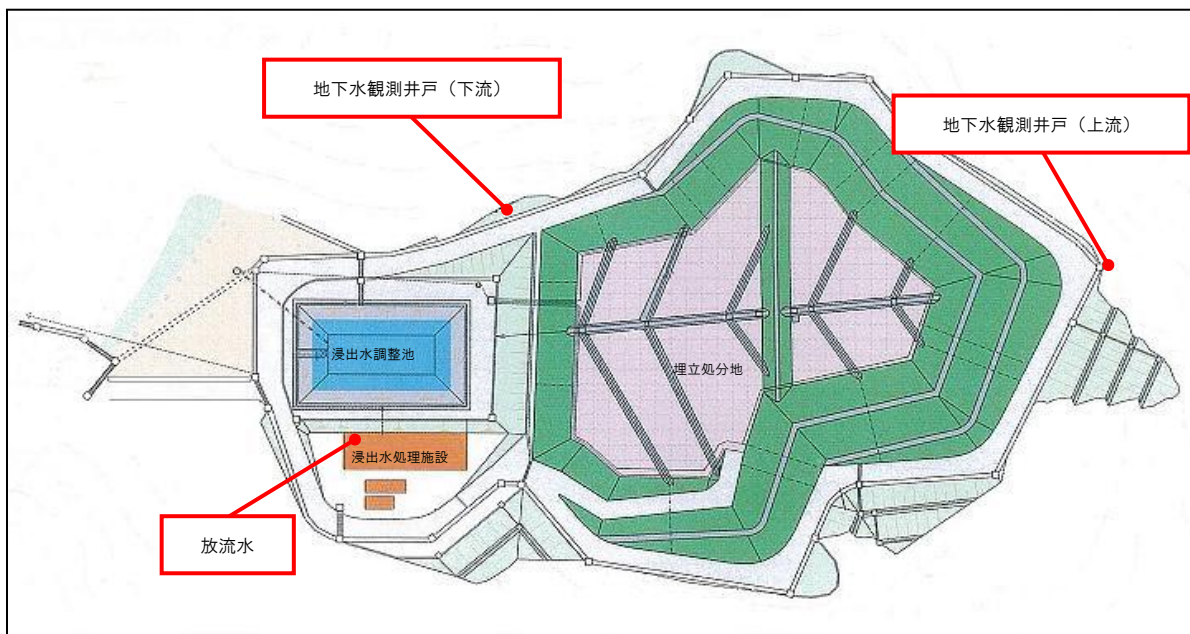 地下水観測井戸（下流）
地下水観測井戸（上流）
浸出水調整池
埋立処分地
浸出水処理施設
放流水